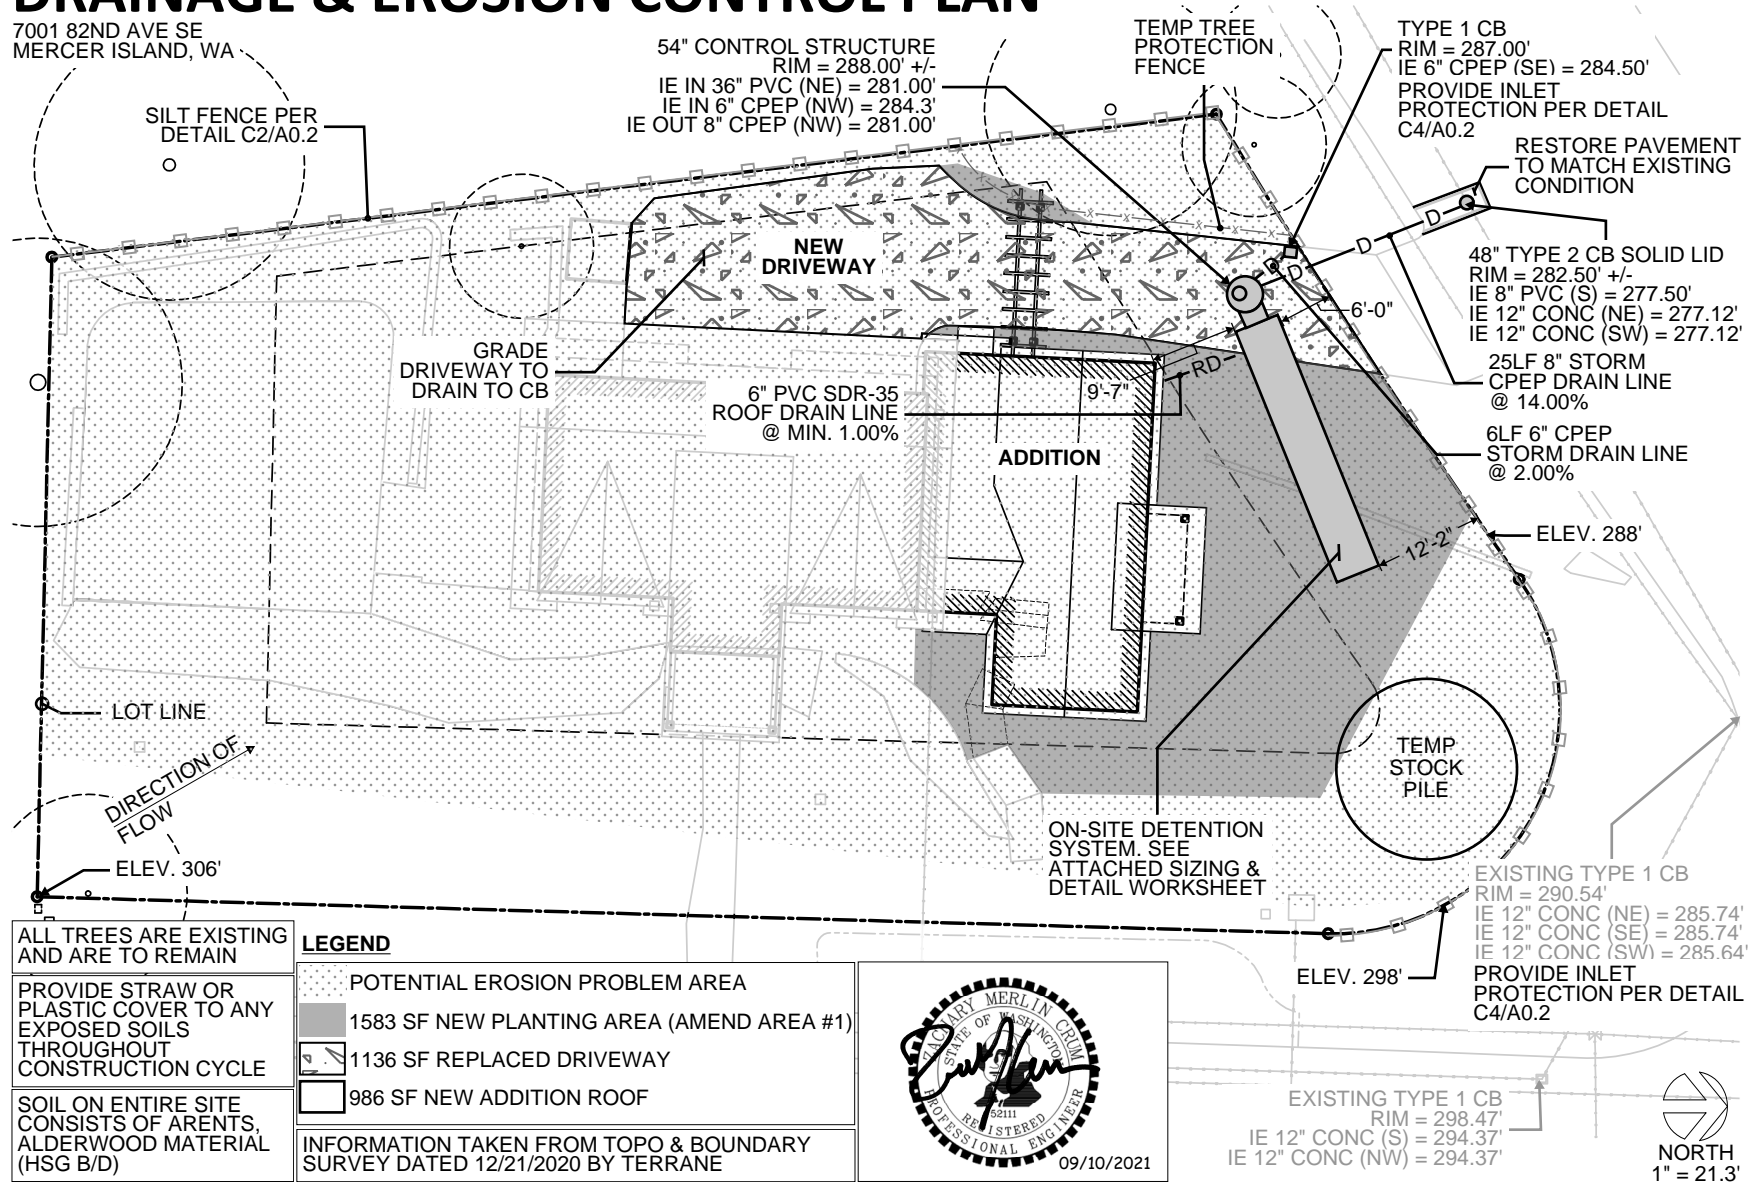 DRAINAGE & EROSION CONTROL PLAN
7001 82ND AVE SE
MERCER ISLAND, WA
SILT FENCE PER
DETAIL C2/A0.2
54" CONTROL STRUCTURE
RIM = 288.00' +/-
IE IN 36" PVC (NE) = 281.00'
IE IN 6" CPEP (NW) = 284.3'
IE OUT 8" CPEP (NW) = 281.00'
TEMP TREE
PROTECTION
FENCE
TYPE 1 CB
RIM = 287.00'
IE 6" CPEP (SE) = 284.50'
PROVIDE INLET
PROTECTION PER DETAIL
C4/A0.2
RESTORE PAVEMENT
TO MATCH EXISTING
CONDITION
48" TYPE 2 CB SOLID LID
RIM = 282.50' +/-
IE 8" PVC (S) = 277.50'
IE 12" CONC (NE) = 277.12'
IE 12" CONC (SW) = 277.12'
25LF 8" STORM
CPEP DRAIN LINE
@ 14.00%
6LF 6" CPEP
STORM DRAIN LINE
@ 2.00%
D
D
D
D
x
x
x
x
x
NEW
DRIVEWAY
GRADE
DRIVEWAY TO
DRAIN TO CB
6" PVC SDR-35
ROOF DRAIN LINE
@ MIN. 1.00%
9'-7"
RD
6'-0"
ADDITION
12'-2"
ELEV. 288'
LOT LINE
DIRECTION OF
FLOW
ELEV. 306'
TEMP
STOCK
PILE
ON-SITE DETENTION
SYSTEM. SEE
ATTACHED SIZING &
DETAIL WORKSHEET
EXISTING TYPE 1 CB
RIM = 290.54'
IE 12" CONC (NE) = 285.74'
IE 12" CONC (SE) = 285.74'
IE 12" CONC (SW) = 285.64'
PROVIDE INLET
PROTECTION PER DETAIL
C4/A0.2
ELEV. 298'
ALL TREES ARE EXISTING
AND ARE TO REMAIN
PROVIDE STRAW OR
PLASTIC COVER TO ANY
EXPOSED SOILS
THROUGHOUT
CONSTRUCTION CYCLE
SOIL ON ENTIRE SITE
CONSISTS OF ARENTS,
ALDERWOOD MATERIAL
(HSG B/D)
LEGEND
POTENTIAL EROSION PROBLEM AREA
1583 SF NEW PLANTING AREA (AMEND AREA #1)
1136 SF REPLACED DRIVEWAY
986 SF NEW ADDITION ROOF
INFORMATION TAKEN FROM TOPO & BOUNDARY
SURVEY DATED 12/21/2020 BY TERRANE
ZACHARY MERLIN CRUM
STATE OF WASHINGTON
52111
REGISTERED
PROFESSIONAL ENGINEER
09/10/2021
EXISTING TYPE 1 CB
RIM = 298.47'
IE 12" CONC (S) = 294.37'
IE 12" CONC (NW) = 294.37'
NORTH
1" = 21.3'